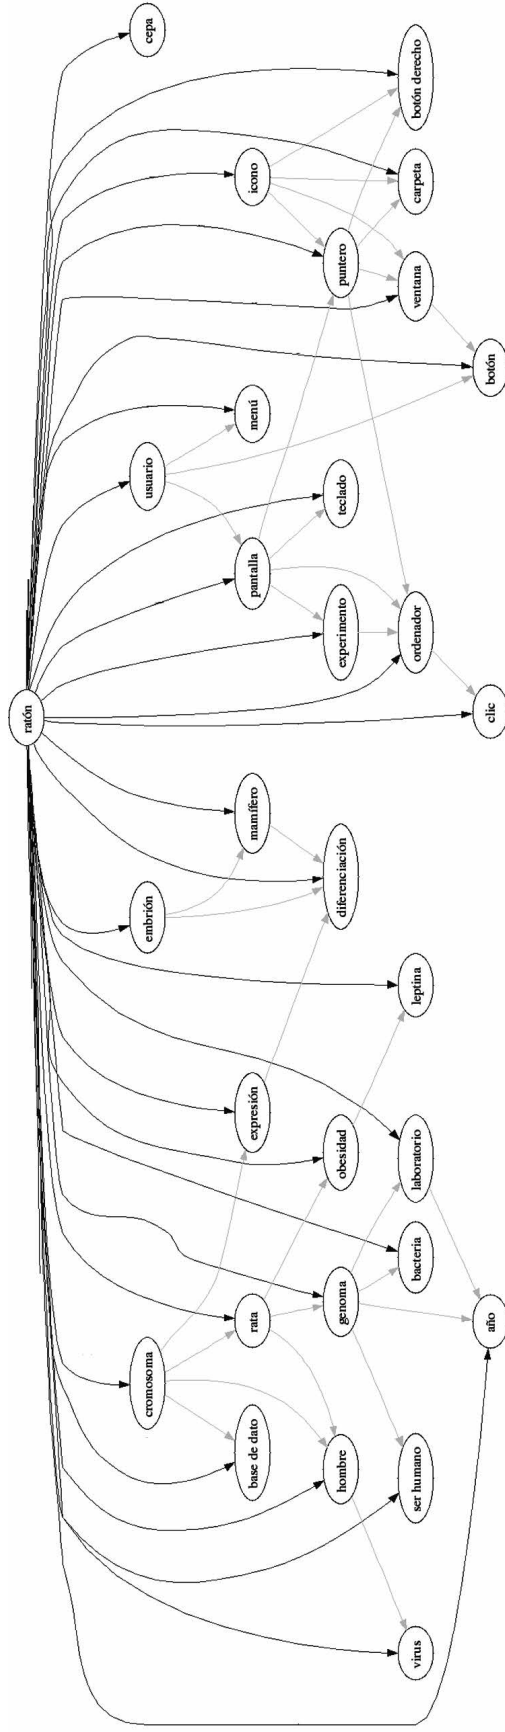 ratón
cepa
usuario
embrión
cromosoma
icono
menú
pantalla
mamífero
expresión
rata
base de dato
puntero
teclado
experimento
diferenciación
obesidad
genoma
hombre
botón derecho
carpeta
ventana
ordenador
leptina
laboratorio
bacteria
ser humano
virus
botón
clic
año